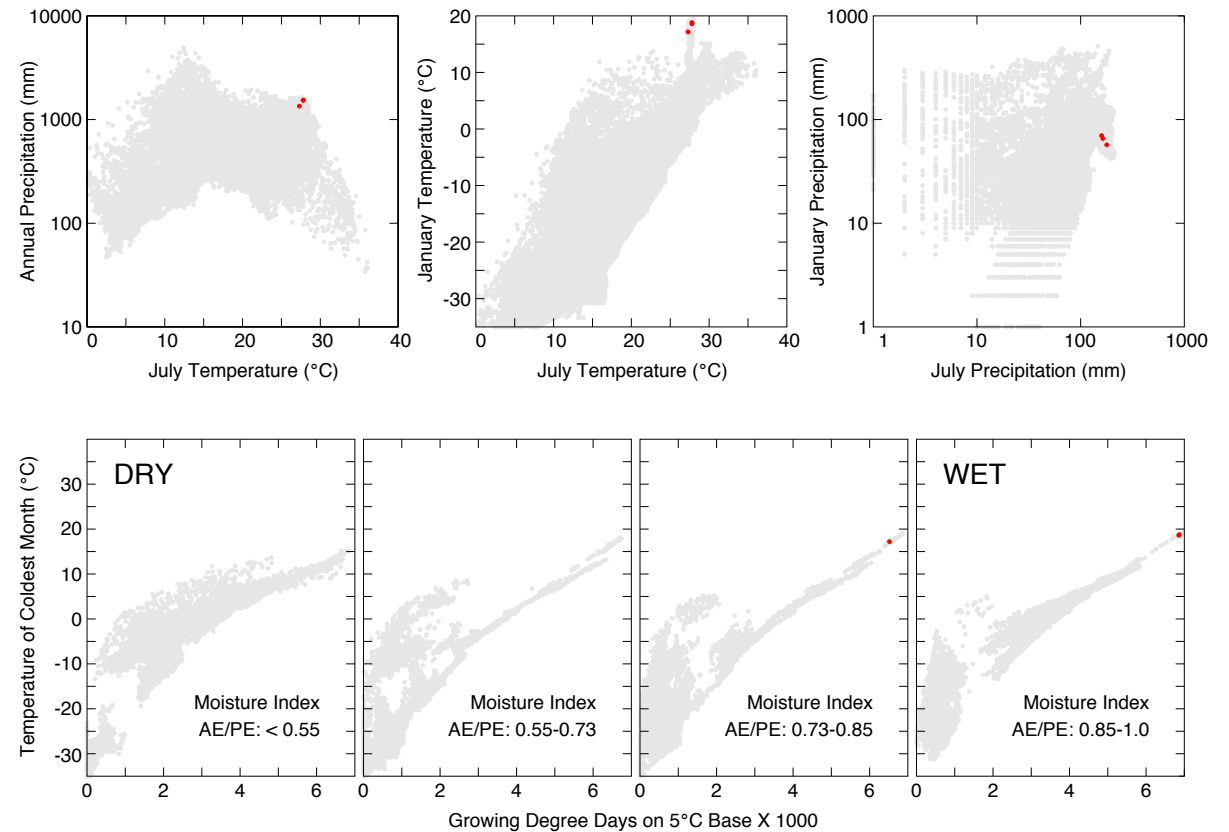 10000
1000
100
10
Annual Precipitation (mm)
0 10 20 30 40
July Temperature (°C)
20
10
0
-10
-20
-30
January Temperature (°C)
0 10 20 30 40
July Temperature (°C)
1000
100
10
1
January Precipitation (mm)
1 10 100 1000
July Precipitation (mm)
Temperature of Coldest Month (°C)
30
20
10
0
-10
-20
-30
DRY
Moisture Index
AE/PE: < 0.55
0 2 4 6
Moisture Index
AE/PE: 0.55-0.73
0 2 4 6
Moisture Index
AE/PE: 0.73-0.85
0 2 4 6
WET
Moisture Index
AE/PE: 0.85-1.0
0 2 4 6
Growing Degree Days on 5°C Base X 1000